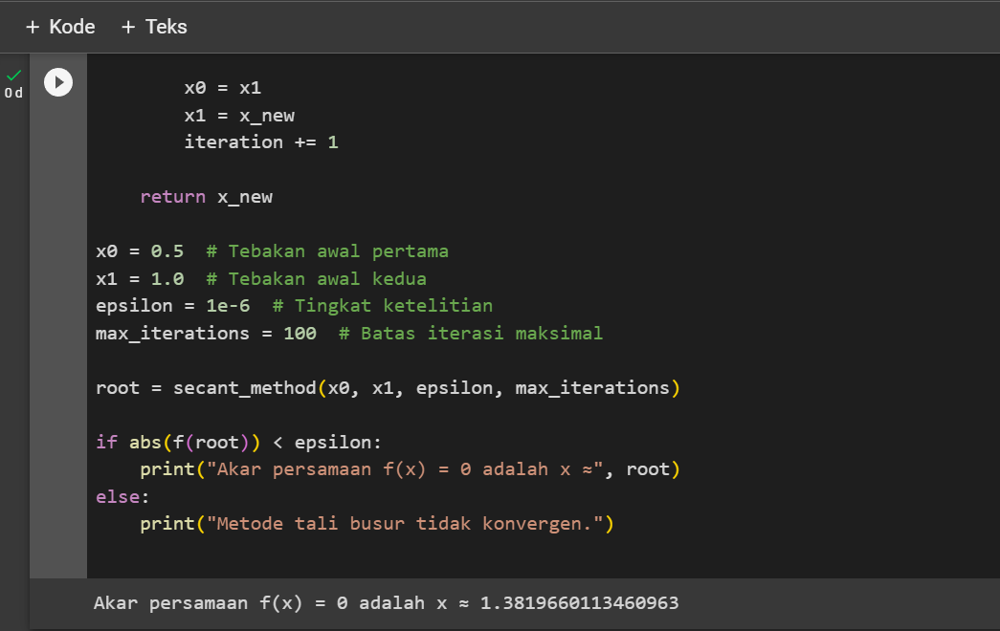 + Kode + Teks
0 d
        x0 = x1
        x1 = x_new
        iteration += 1
    return x_new
x0 = 0.5  # Tebakan awal pertama
x1 = 1.0  # Tebakan awal kedua
epsilon = 1e-6  # Tingkat ketelitian
max_iterations = 100  # Batas iterasi maksimal
root = secant_method(x0, x1, epsilon, max_iterations)
if abs(f(root)) < epsilon:
    print("Akar persamaan f(x) = 0 adalah x ≈", root)
else:
    print("Metode tali busur tidak konvergen.")
Akar persamaan f(x) = 0 adalah x ≈ 1.3819660113460963